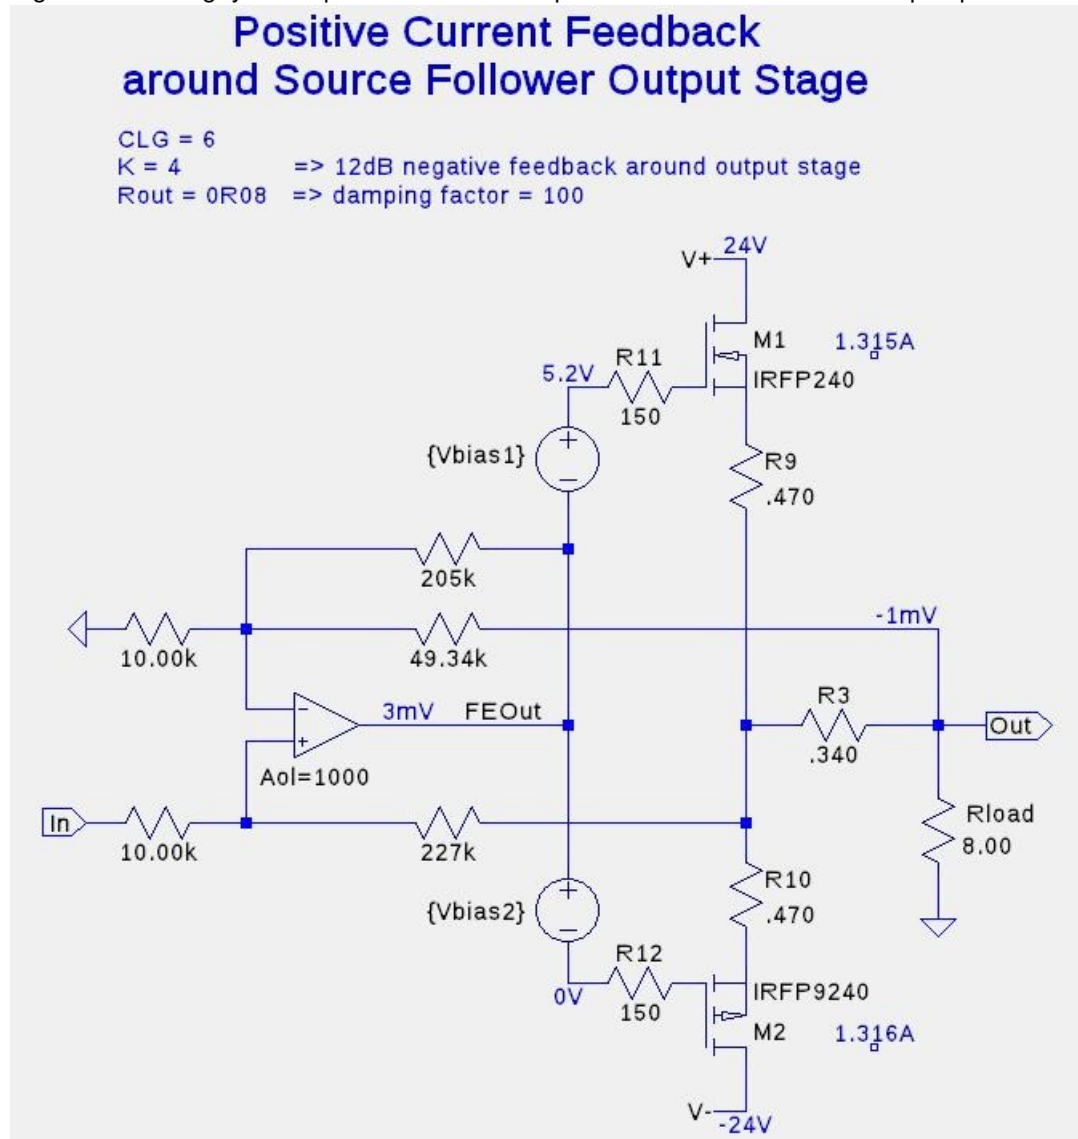 Positive Current Feedback
around Source Follower Output Stage
CLG = 6
K = 4 => 12dB negative feedback around output stage
Rout = 0R08 => damping factor = 100
V+ 24V
M1 1.315A
IRFP240
R11
5.2V
150
{Vbias1}
R9
.470
205k
-1mV
10.00k
49.34k
R3
3mV FEOut
Out
.340
Aol=1000
In
Rload
10.00k
227k
8.00
R10
{Vbias2}
.470
R12
IRFP9240
0V
150
M2 1.316A
V-
-24V